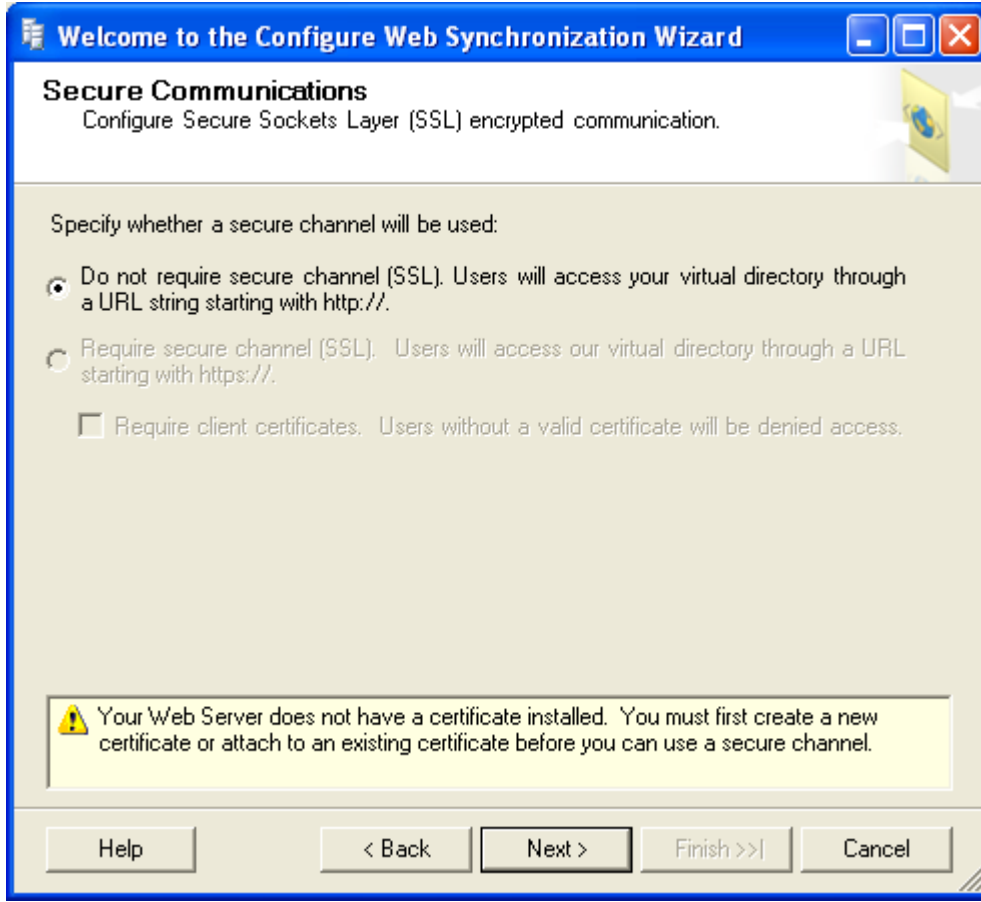 Welcome to the Configure Web Synchronization Wizard
Secure Communications
Configure Secure Sockets Layer (SSL) encrypted communication.
Specify whether a secure channel will be used:
Do not require secure channel (SSL). Users will access your virtual directory through
a URL string starting with http://.
Require secure channel (SSL). Users will access our virtual directory through a URL
starting with https://.
Require client certificates. Users without a valid certificate will be denied access.
Your Web Server does not have a certificate installed. You must first create a new
certificate or attach to an existing certificate before you can use a secure channel.
Help < Back Next > Finish >>| Cancel